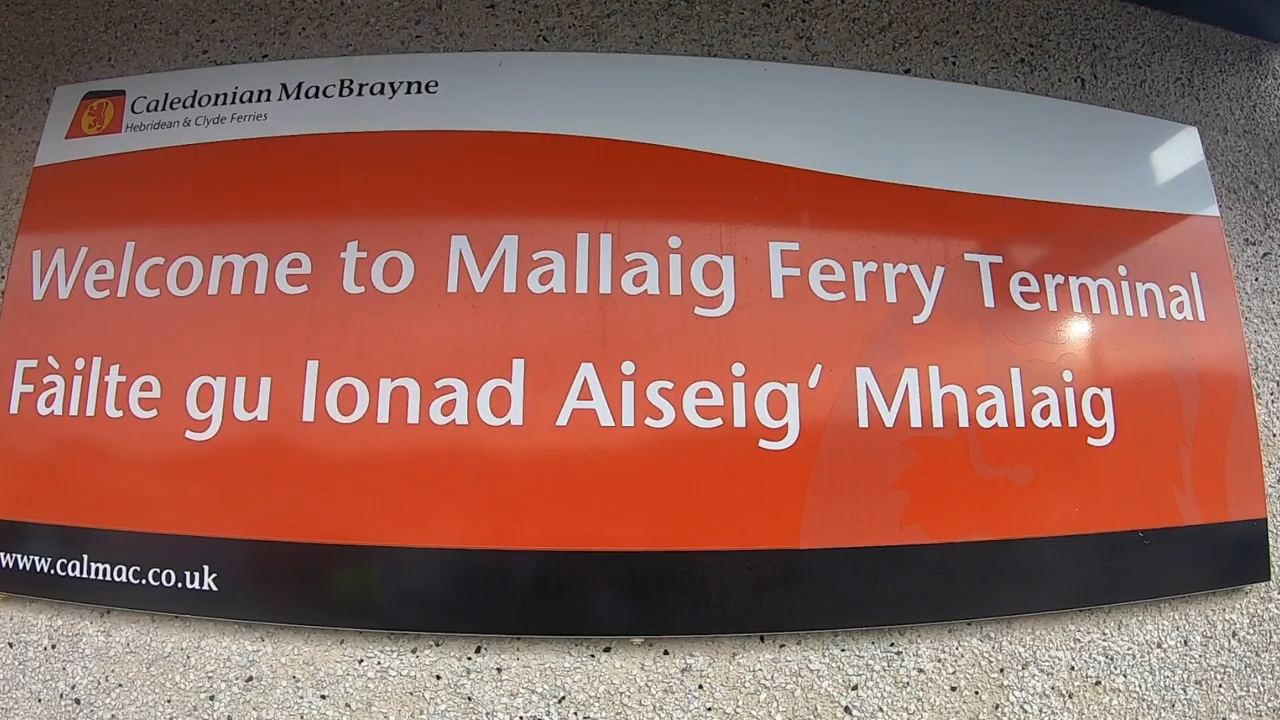 Caledonian MacBrayne
Hebridean & Clyde Ferries
Welcome to Mallaig Ferry Terminal
Fàilte gu Ionad Aiseig‘ Mhalaig
www.calmac.co.uk